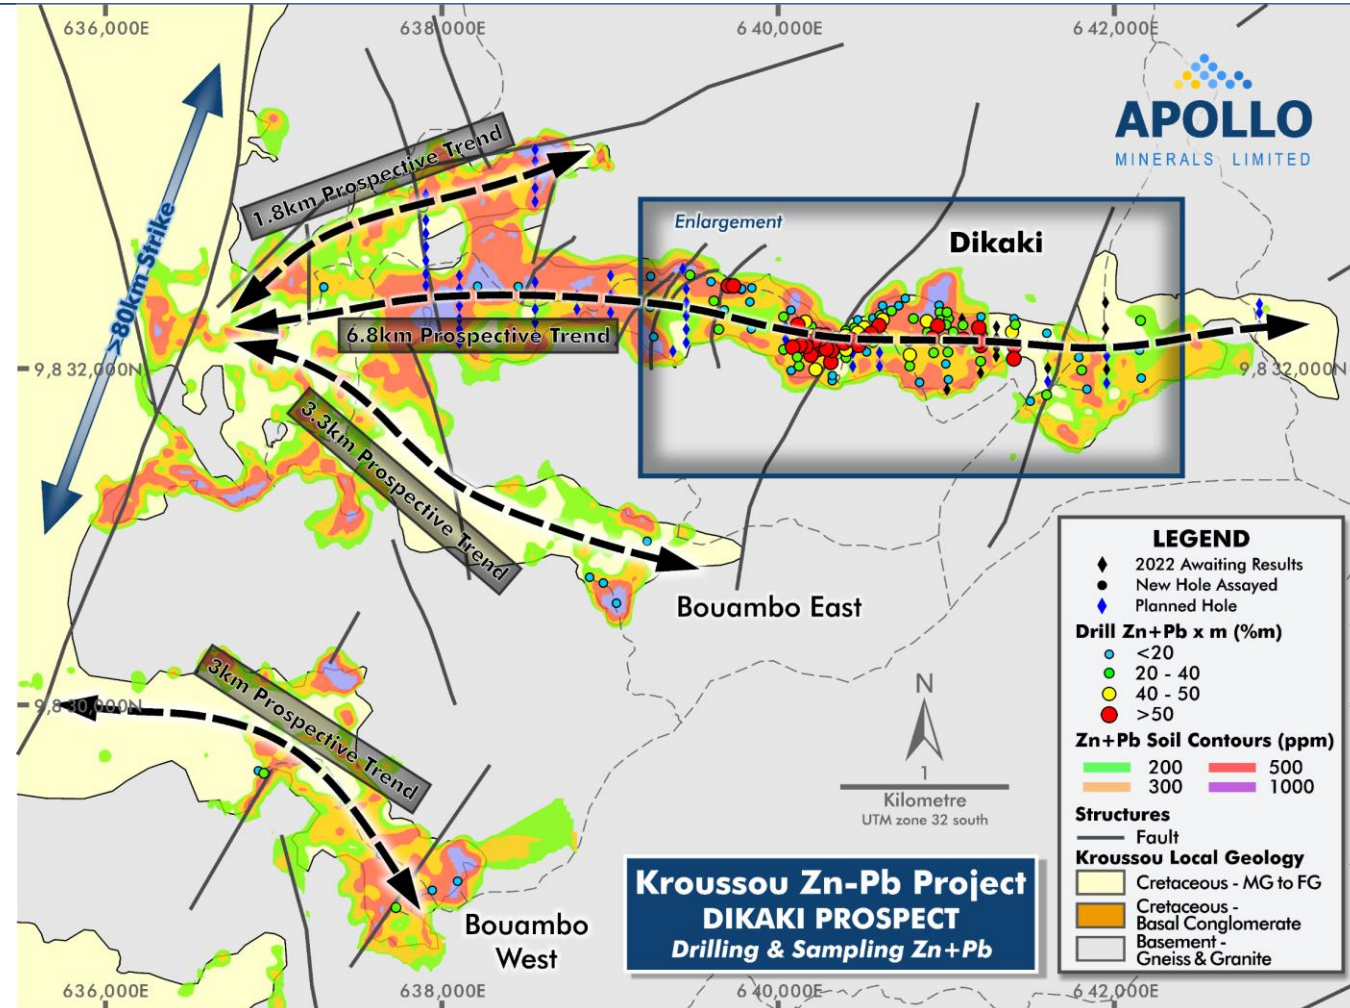 636,000E
638,000E
6 40,000E
6 42,000E
APOLLO
MINERALS LIMITED
1.8km Prospective Trend
>80km Strike
Enlargement
Dikaki
6.8km Prospective Trend
9,8 32,000N
9,8 32,000N
3.3km Prospective Trend
Bouambo East
3km Prospective Trend
9,8 30,000N
Bouambo
West
N
1
Kilometre
UTM zone 32 south
Kroussou Zn-Pb Project
DIKAKI PROSPECT
Drilling & Sampling Zn+Pb
LEGEND
2022 Awaiting Results
New Hole Assayed
Planned Hole
Drill Zn+Pb x m (%m)
<20
20 - 40
40 - 50
>50
Zn+Pb Soil Contours (ppm)
200 500
300 1000
Structures
Fault
Kroussou Local Geology
Cretaceous - MG to FG
Cretaceous -
Basal Conglomerate
Basement -
Gneiss & Granite
636,000E
638,000E
6 40,000E
6 42,000E